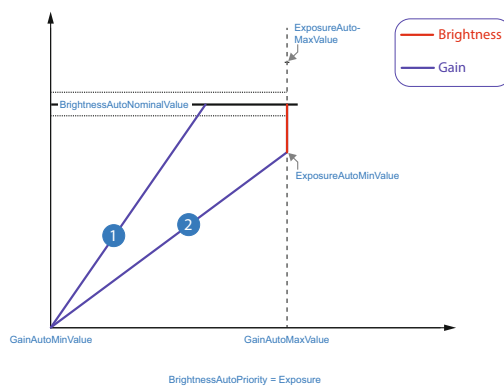 ExposureAuto-
MaxValue
Brightness
Gain
BrightnessAutoNominalValue
ExposureAutoMinValue
1
2
GainAutoMinValue
GainAutoMaxValue
BrightnessAutoPriority = Exposure